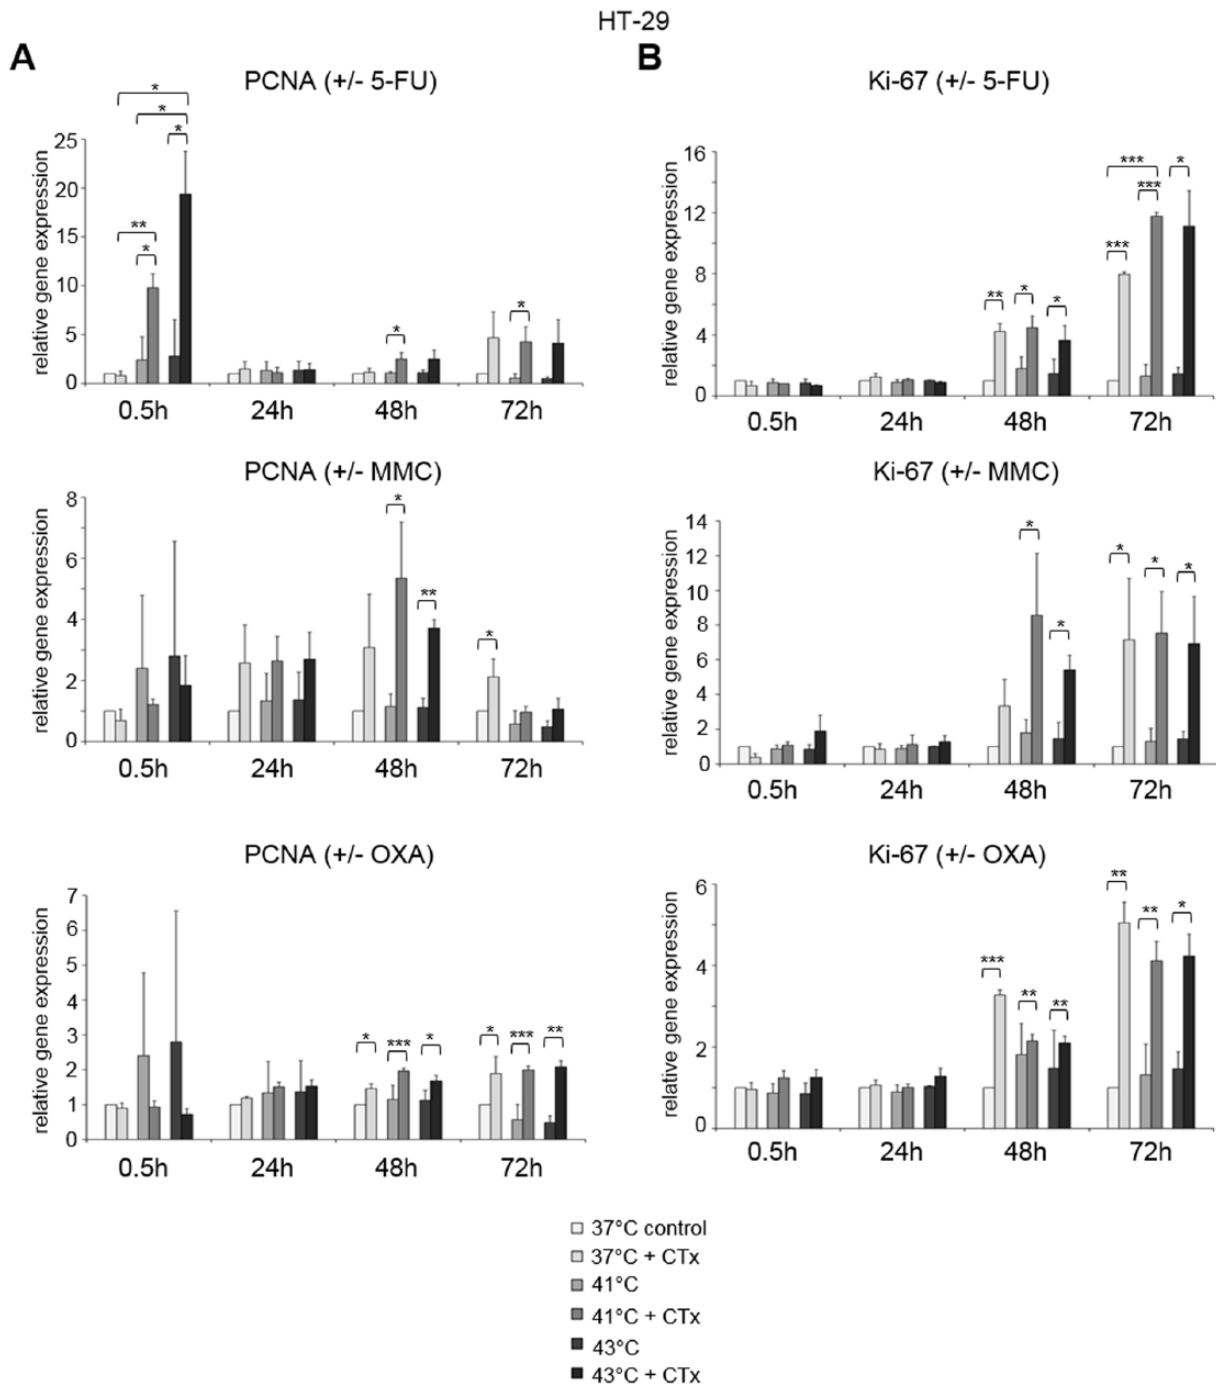 HT-29
A
PCNA (+/- 5-FU)
relative gene expression
25
20
15
10
5
0
*
*
*
**
*
*
*
0.5h 24h 48h 72h
PCNA (+/- MMC)
relative gene expression
8
6
4
2
0
*
**
*
0.5h 24h 48h 72h
PCNA (+/- OXA)
relative gene expression
7
6
5
4
3
2
1
0
* *** * * *** **
0.5h 24h 48h 72h
B
Ki-67 (+/- 5-FU)
relative gene expression
16
12
8
4
0
*** *
***
***
** * *
0.5h 24h 48h 72h
Ki-67 (+/- MMC)
relative gene expression
14
12
10
8
6
4
2
0
*
* * *
*
0.5h 24h 48h 72h
Ki-67 (+/- OXA)
relative gene expression
6
4
2
0
**
** *
***
** **
0.5h 24h 48h 72h
37°C control
37°C + CTx
41°C
41°C + CTx
43°C
43°C + CTx